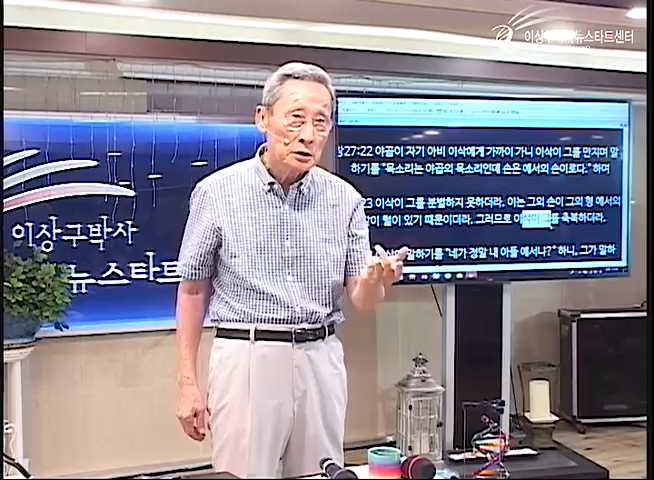 이상구박사뉴스타트센터
27:22 야곱이 자기 아비 이삭에게 가까이 가니 이삭이 그를 만지며 말
하기를 "목소리는 야곱의 목소리인데 손은 에서의 손이로다." 하며
23 이삭이 그를 분별하지 못하더라. 이는 그의 손이 그의 형 에서의
같이 털이 있기 때문이더라. 그러므로 이삭이 그를 축복하더라.
말하기를 "네가 정말 내 아들 에서냐?" 하니, 그가 말하
이상구박사
뉴스타트